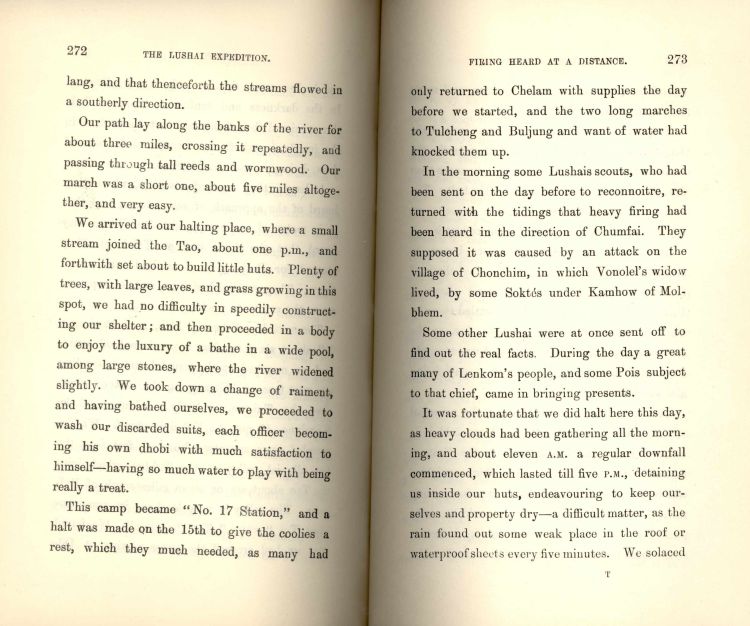 272
THE LUSHAI EXPEDITION.
lang, and that thenceforth the streams flowed in
a southerly direction.
Our path lay along the banks of the river for
about three miles, crossing it repeatedly, and
passing through tall reeds and wormwood. Our
march was a short one, about five miles altoge-
ther, and very easy.
We arrived at our halting place, where a small
stream joined the Tao, about one p.m., and
forthwith set about to build little huts. Plenty of
trees, with large leaves, and grass growing in this
spot, we had no difficulty in speedily construct-
ing our shelter; and then proceeded in a body
to enjoy the luxury of a bathe in a wide pool,
among large stones, where the river widened
slightly. We took down a change of raiment,
and having bathed ourselves, we proceeded to
wash our discarded suits, each officer becom-
ing his own dhobi with much satisfaction to
himself—having so much water to play with being
really a treat.
This camp became "No. 17 Station," and a
halt was made on the 15th to give the coolies a
rest, which they much needed, as many had
FIRING HEARD AT A DISTANCE.
273
only returned to Chelam with supplies the day
before we started, and the two long marches
to Tulcheng and Buljung and want of water had
knocked them up.
In the morning some Lushais scouts, who had
been sent on the day before to reconnoitre, re-
turned with the tidings that heavy firing had
been heard in the direction of Chumfai. They
supposed it was caused by an attack on the
village of Chonchim, in which Vonolel's widow
lived, by some Soktés under Kamhow of Mol-
bhem.
Some other Lushai were at once sent off to
find out the real facts. During the day a great
many of Lenkom's people, and some Pois subject
to that chief, came in bringing presents.
It was fortunate that we did halt here this day,
as heavy clouds had been gathering all the morn-
ing, and about eleven A.M. a regular downfall
commenced, which lasted till five P.M., detaining
us inside our huts, endeavouring to keep our-
selves and property dry—a difficult matter, as the
rain found out some weak place in the roof or
waterproof sheets every five minutes. We solaced
T